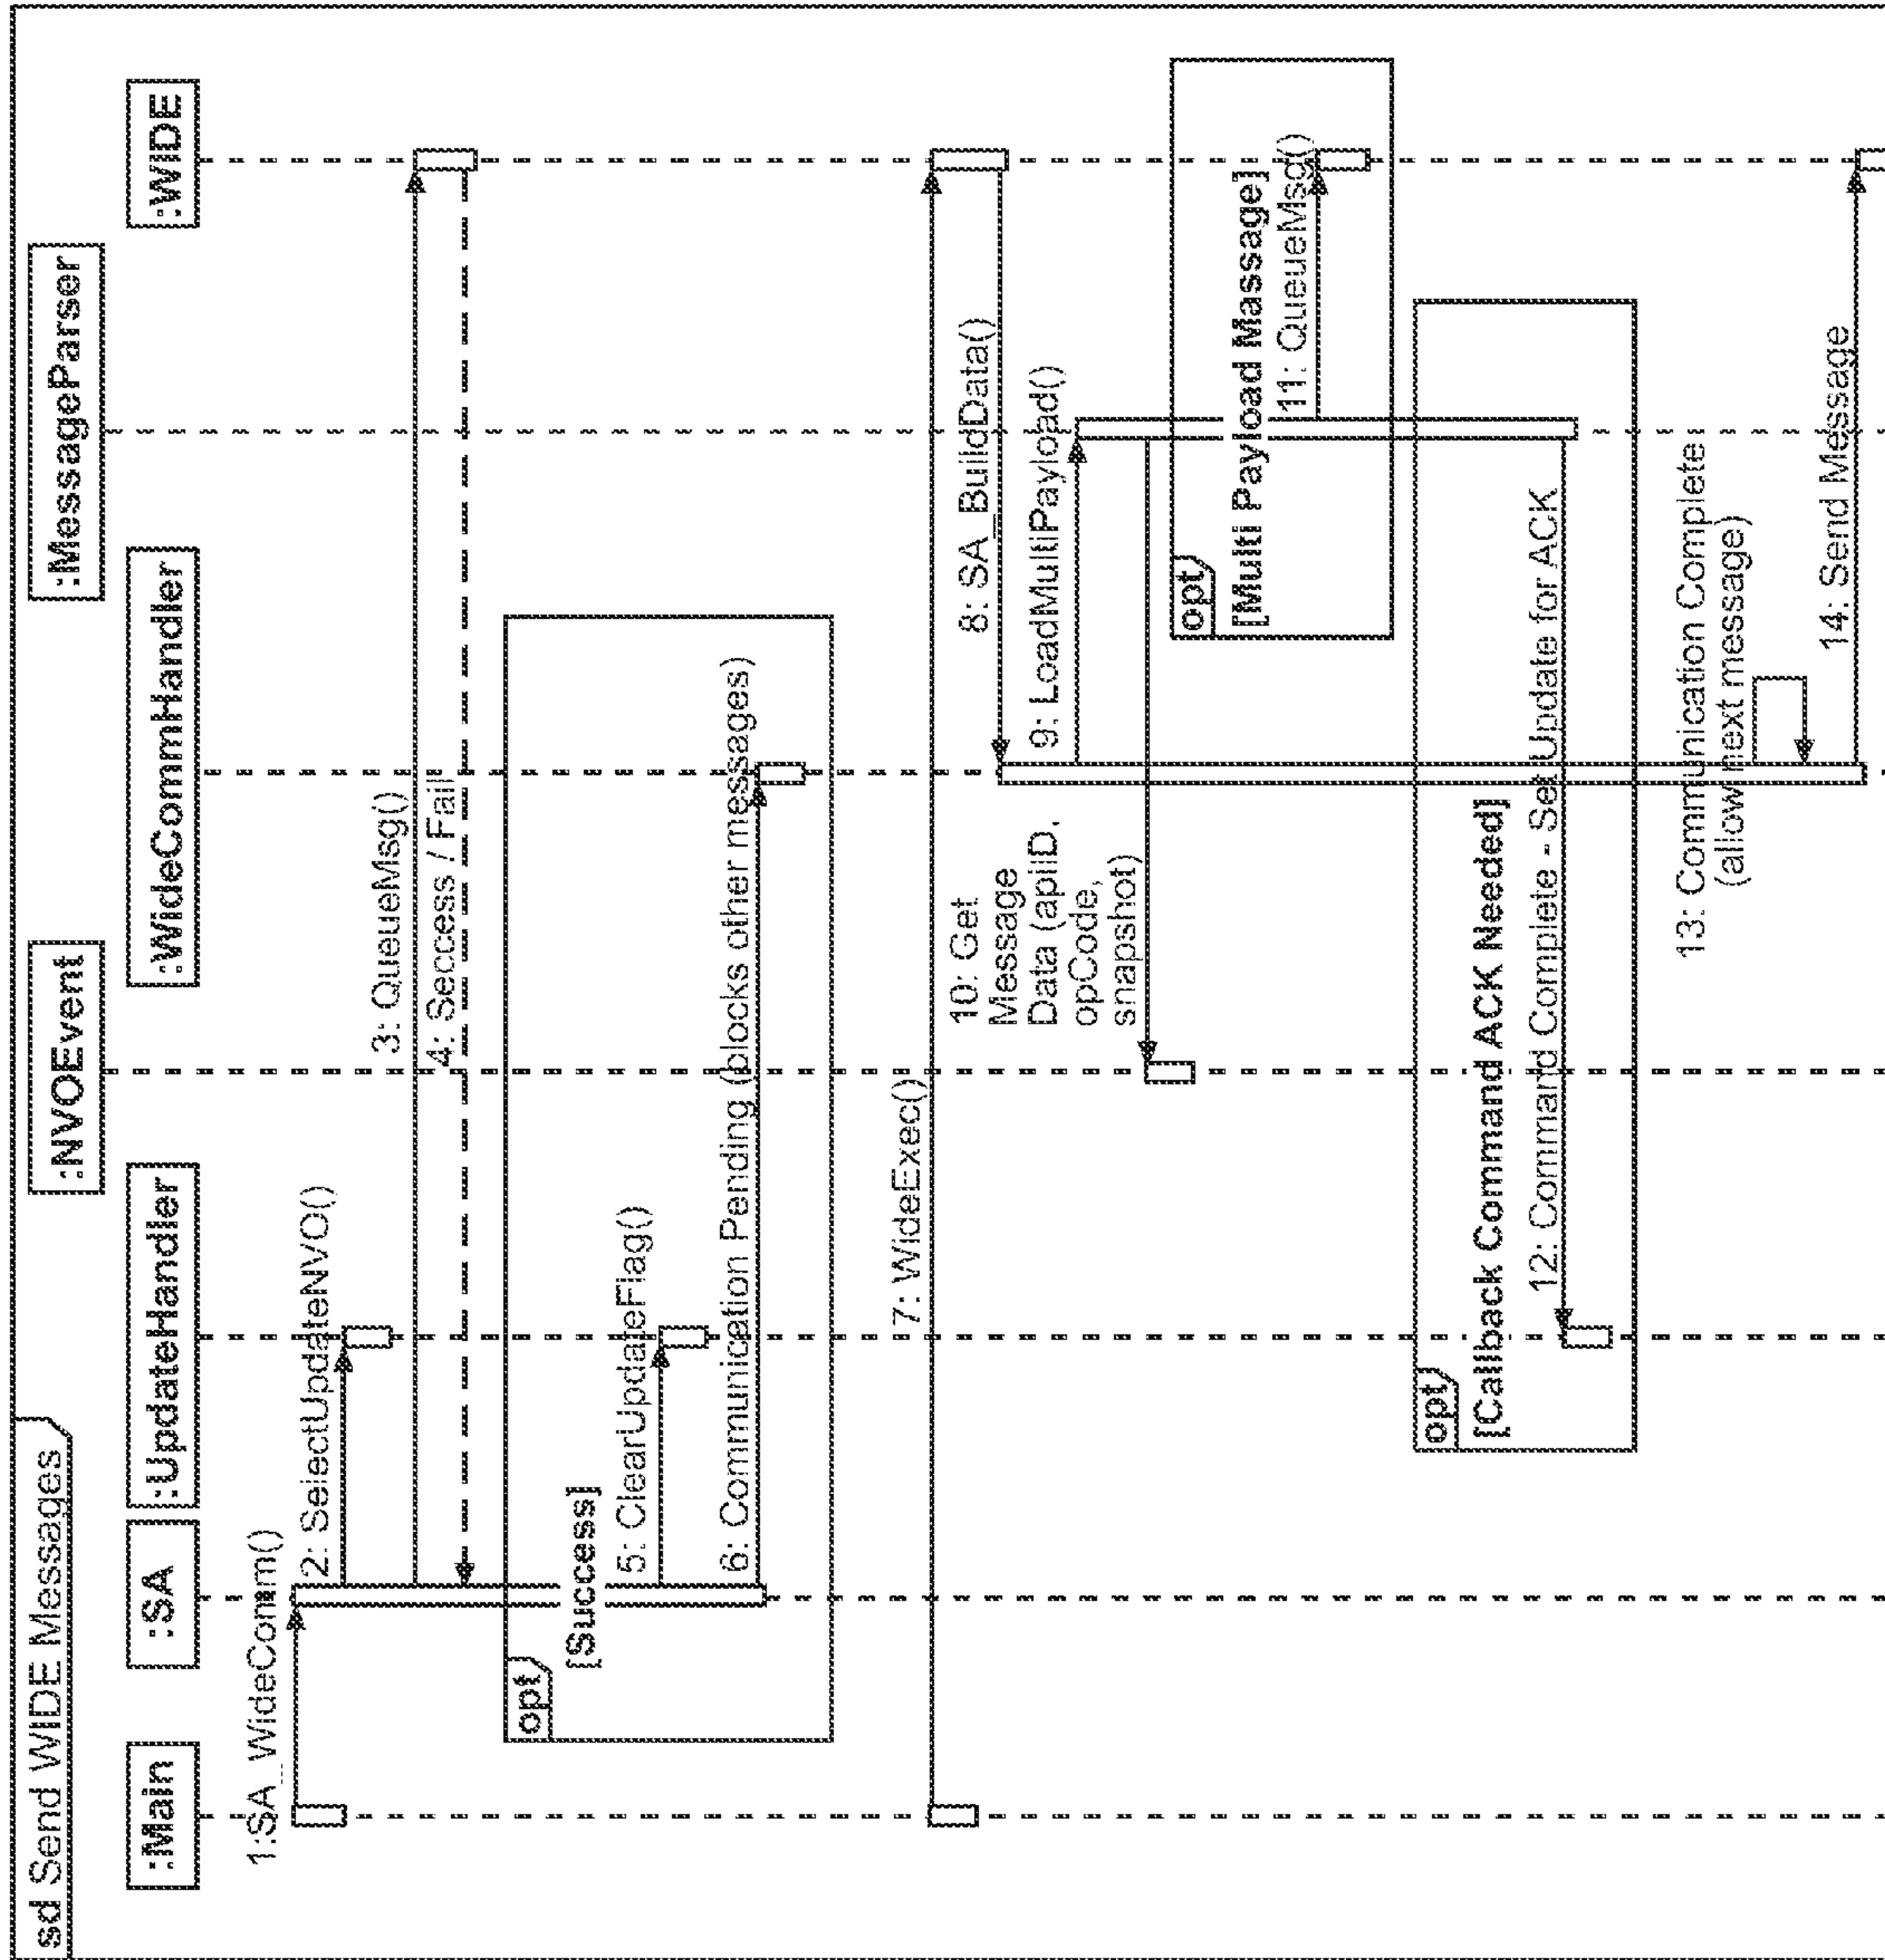 sd Send WIDE Messages
:Main
:SA
:UpdateHandler
:NVOEvent
:WideCommHandler
:MessageParser
:WIDE
1:SA_WideComm()
2: SelectUpdateNVO()
3: QueueMsg()
4: Seccess / Fail
opt
[Success]
5: ClearUpdateFlag()
6: Communication Pending (blocks other messages)
7: WideExec()
8: SA_BuildData()
9: LoadMultiPayload()
10: Get
Message
Data (apiID,
opCode,
snapshot)
opt
[Multi Payload Massage]
11: QueueMsg()
opt
[Callback Command ACK Needed]
12: Command Complete - Set Update for ACK
13: Communication Complete
(allow next message)
14: Send Message